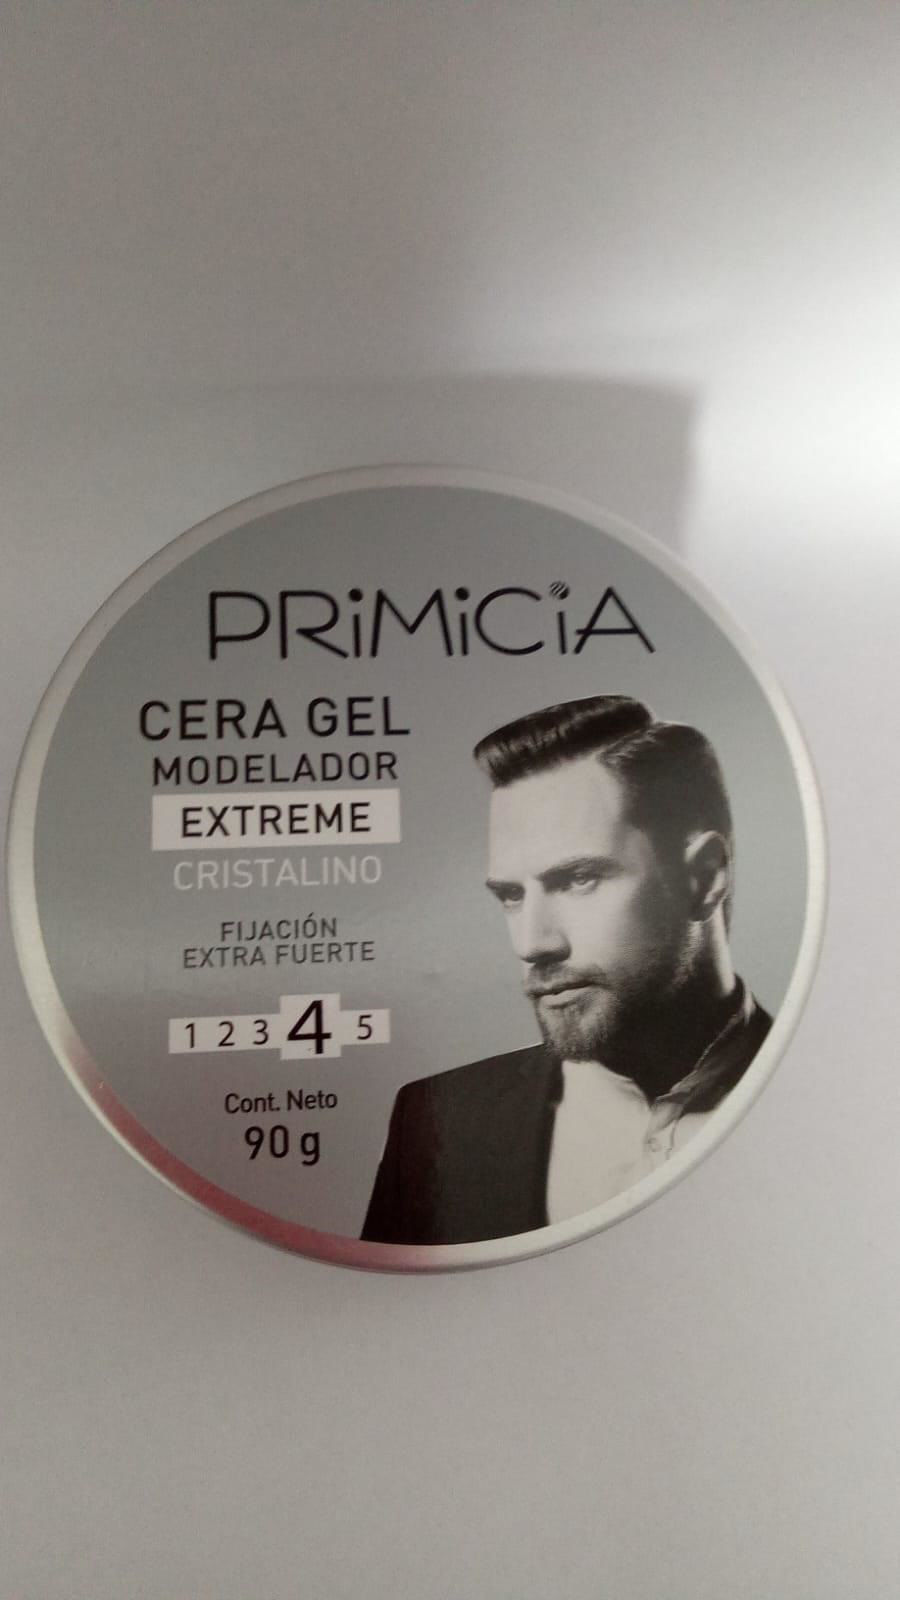 PRiMiCiA
CERA GEL
MODELADOR
EXTREME
CRISTALINO
FIJACIÓN
EXTRA FUERTE
1 2 3 4 5
Cont. Neto
90 g